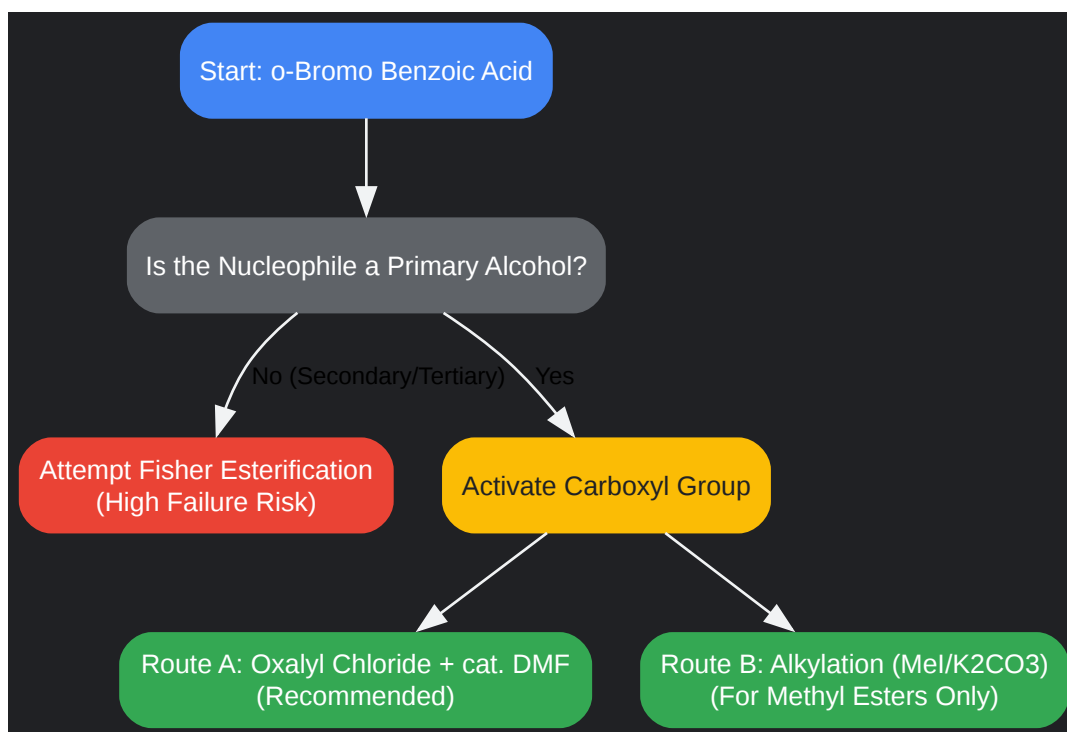 Start: o-Bromo Benzoic Acid
Is the Nucleophile a Primary Alcohol?
No (Secondary/Tertiary)
Yes
Attempt Fisher Esterification
(High Failure Risk)
Activate Carboxyl Group
Route A: Oxalyl Chloride + cat. DMF
(Recommended)
Route B: Alkylation (MeI/K2CO3)
(For Methyl Esters Only)